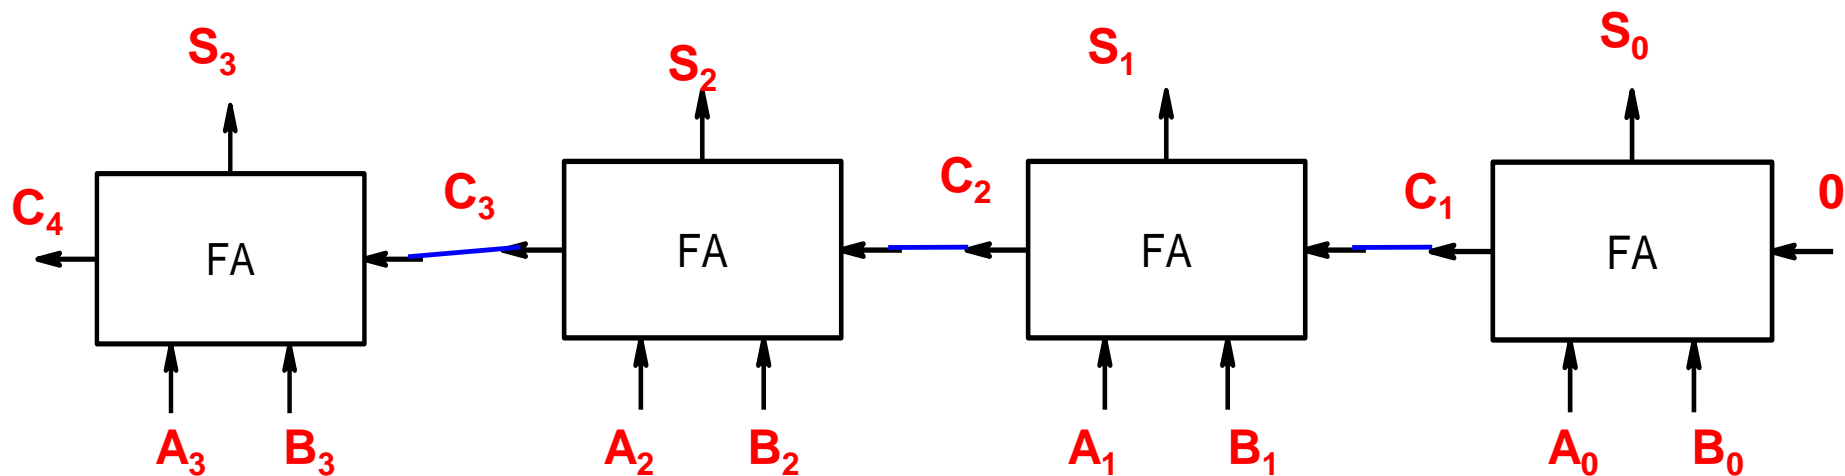 S₃ S₂ S₁ S₀
C₄ C₃ C₂ C₁ 0
FA FA FA FA
A₃ B₃ A₂ B₂ A₁ B₁ A₀ B₀